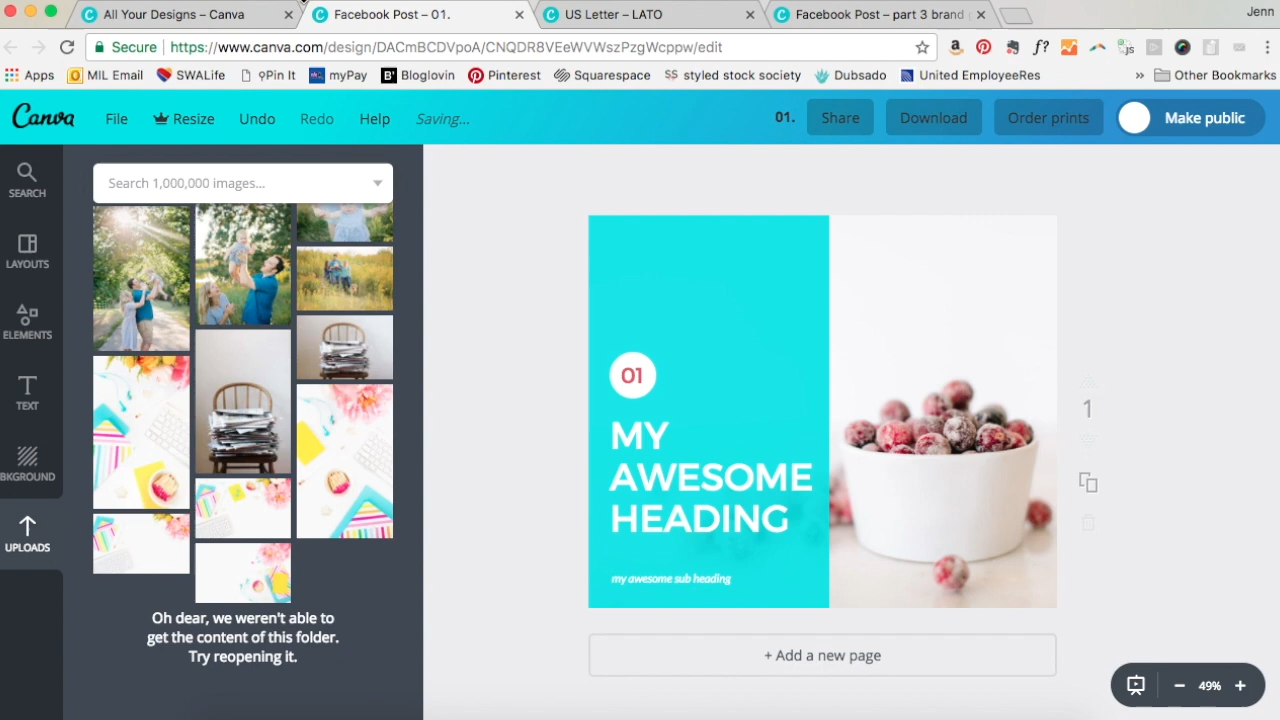 All Your Designs – Canva
Facebook Post – 01.
US Letter – LATO
Facebook Post – part 3 brand
Jenn
Secure
https://www.canva.com/design/DACmBCDVpoA/CNQDR8VEeWVWszPzgWcppw/edit
f?
Apps
MIL Email
SWALife
Pin It
myPay
Bloglovin
Pinterest
Squarespace
SS styled stock society
Dubsado
United EmployeeRes
»
Other Bookmarks
Canva
File
Resize
Undo
Redo
Help
Saving...
01.
Share
Download
Order prints
Make public
SEARCH
LAYOUTS
ELEMENTS
TEXT
BKGROUND
UPLOADS
Search 1,000,000 images...
Oh dear, we weren't able to
get the content of this folder.
Try reopening it.
01
MY
AWESOME
HEADING
my awesome sub heading
1
+ Add a new page
49%